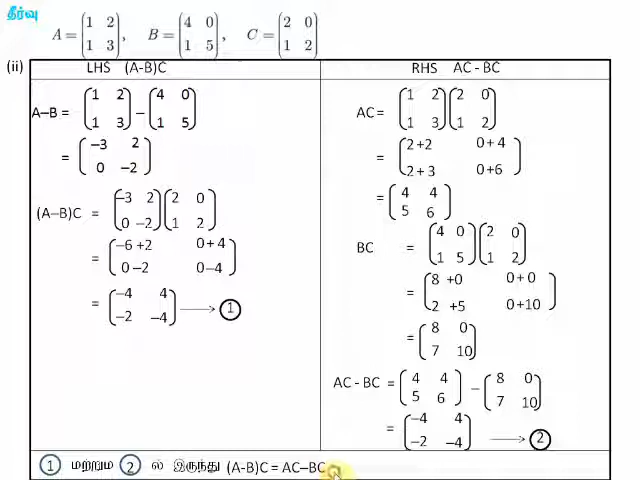 தீர்வு
A = (1 2 1 3), B = (4 0 1 5), C = (2 0 1 2)
(ii) LHS (A-B)C
A–B = (1 2 1 3) – (4 0 1 5)
= (–3 2 0 –2)
(A–B)C = (–3 2 0 –2)(2 0 1 2)
= (–6 +2 0+ 4 0 –2 0–4)
= (–4 4 –2 –4) → 1
RHS AC - BC
AC= (1 2 1 3)(2 0 1 2)
= (2 +2 0 + 4 2 + 3 0 +6)
= (4 4 5 6)
BC = (4 0 1 5)(2 0 1 2)
= (8 +0 0 + 0 2 +5 0+10)
= (8 0 7 10)
AC - BC = (4 4 5 6) – (8 0 7 10)
= (–4 4 –2 –4) → 2
1 மற்றும 2 ல் இருந்து (A-B)C = AC–BC